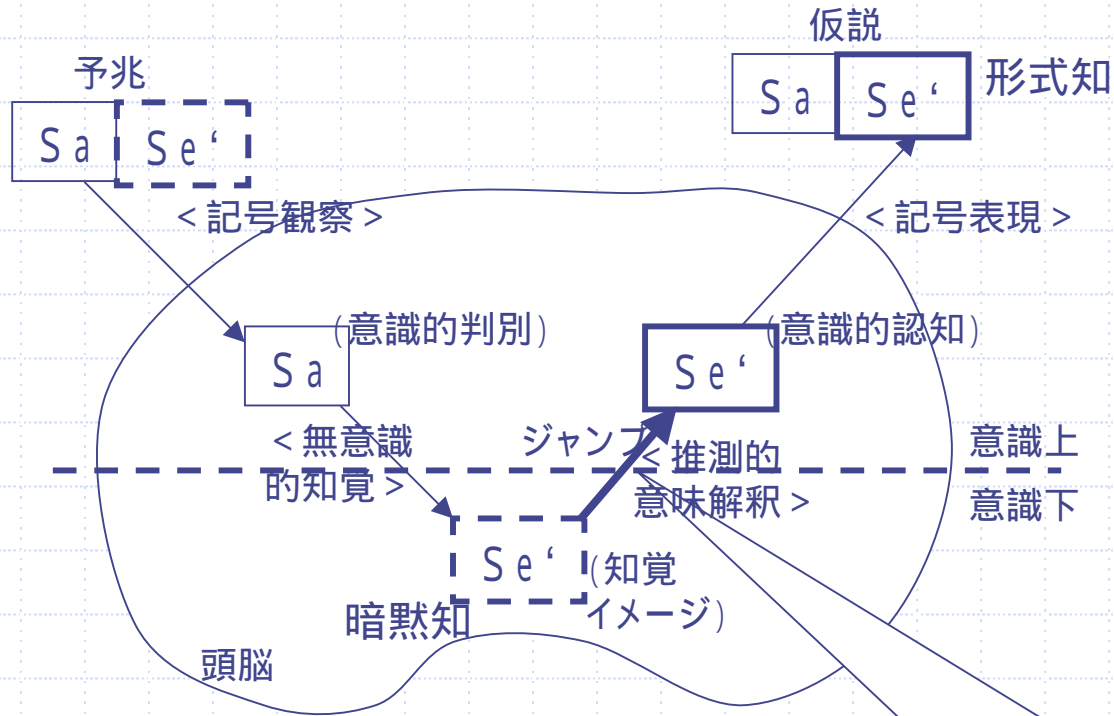 仮説
予兆
形式知
Sa
Se‘
Sa
Se‘
<記号観察>
<記号表現>
(意識的判別)
(意識的認知)
Sa
Se‘
<無意識
的知覚>
ジャンプ
<推測的
意味解釈>
意識上
意識下
Se‘
(知覚
イメージ)
暗黙知
頭脳